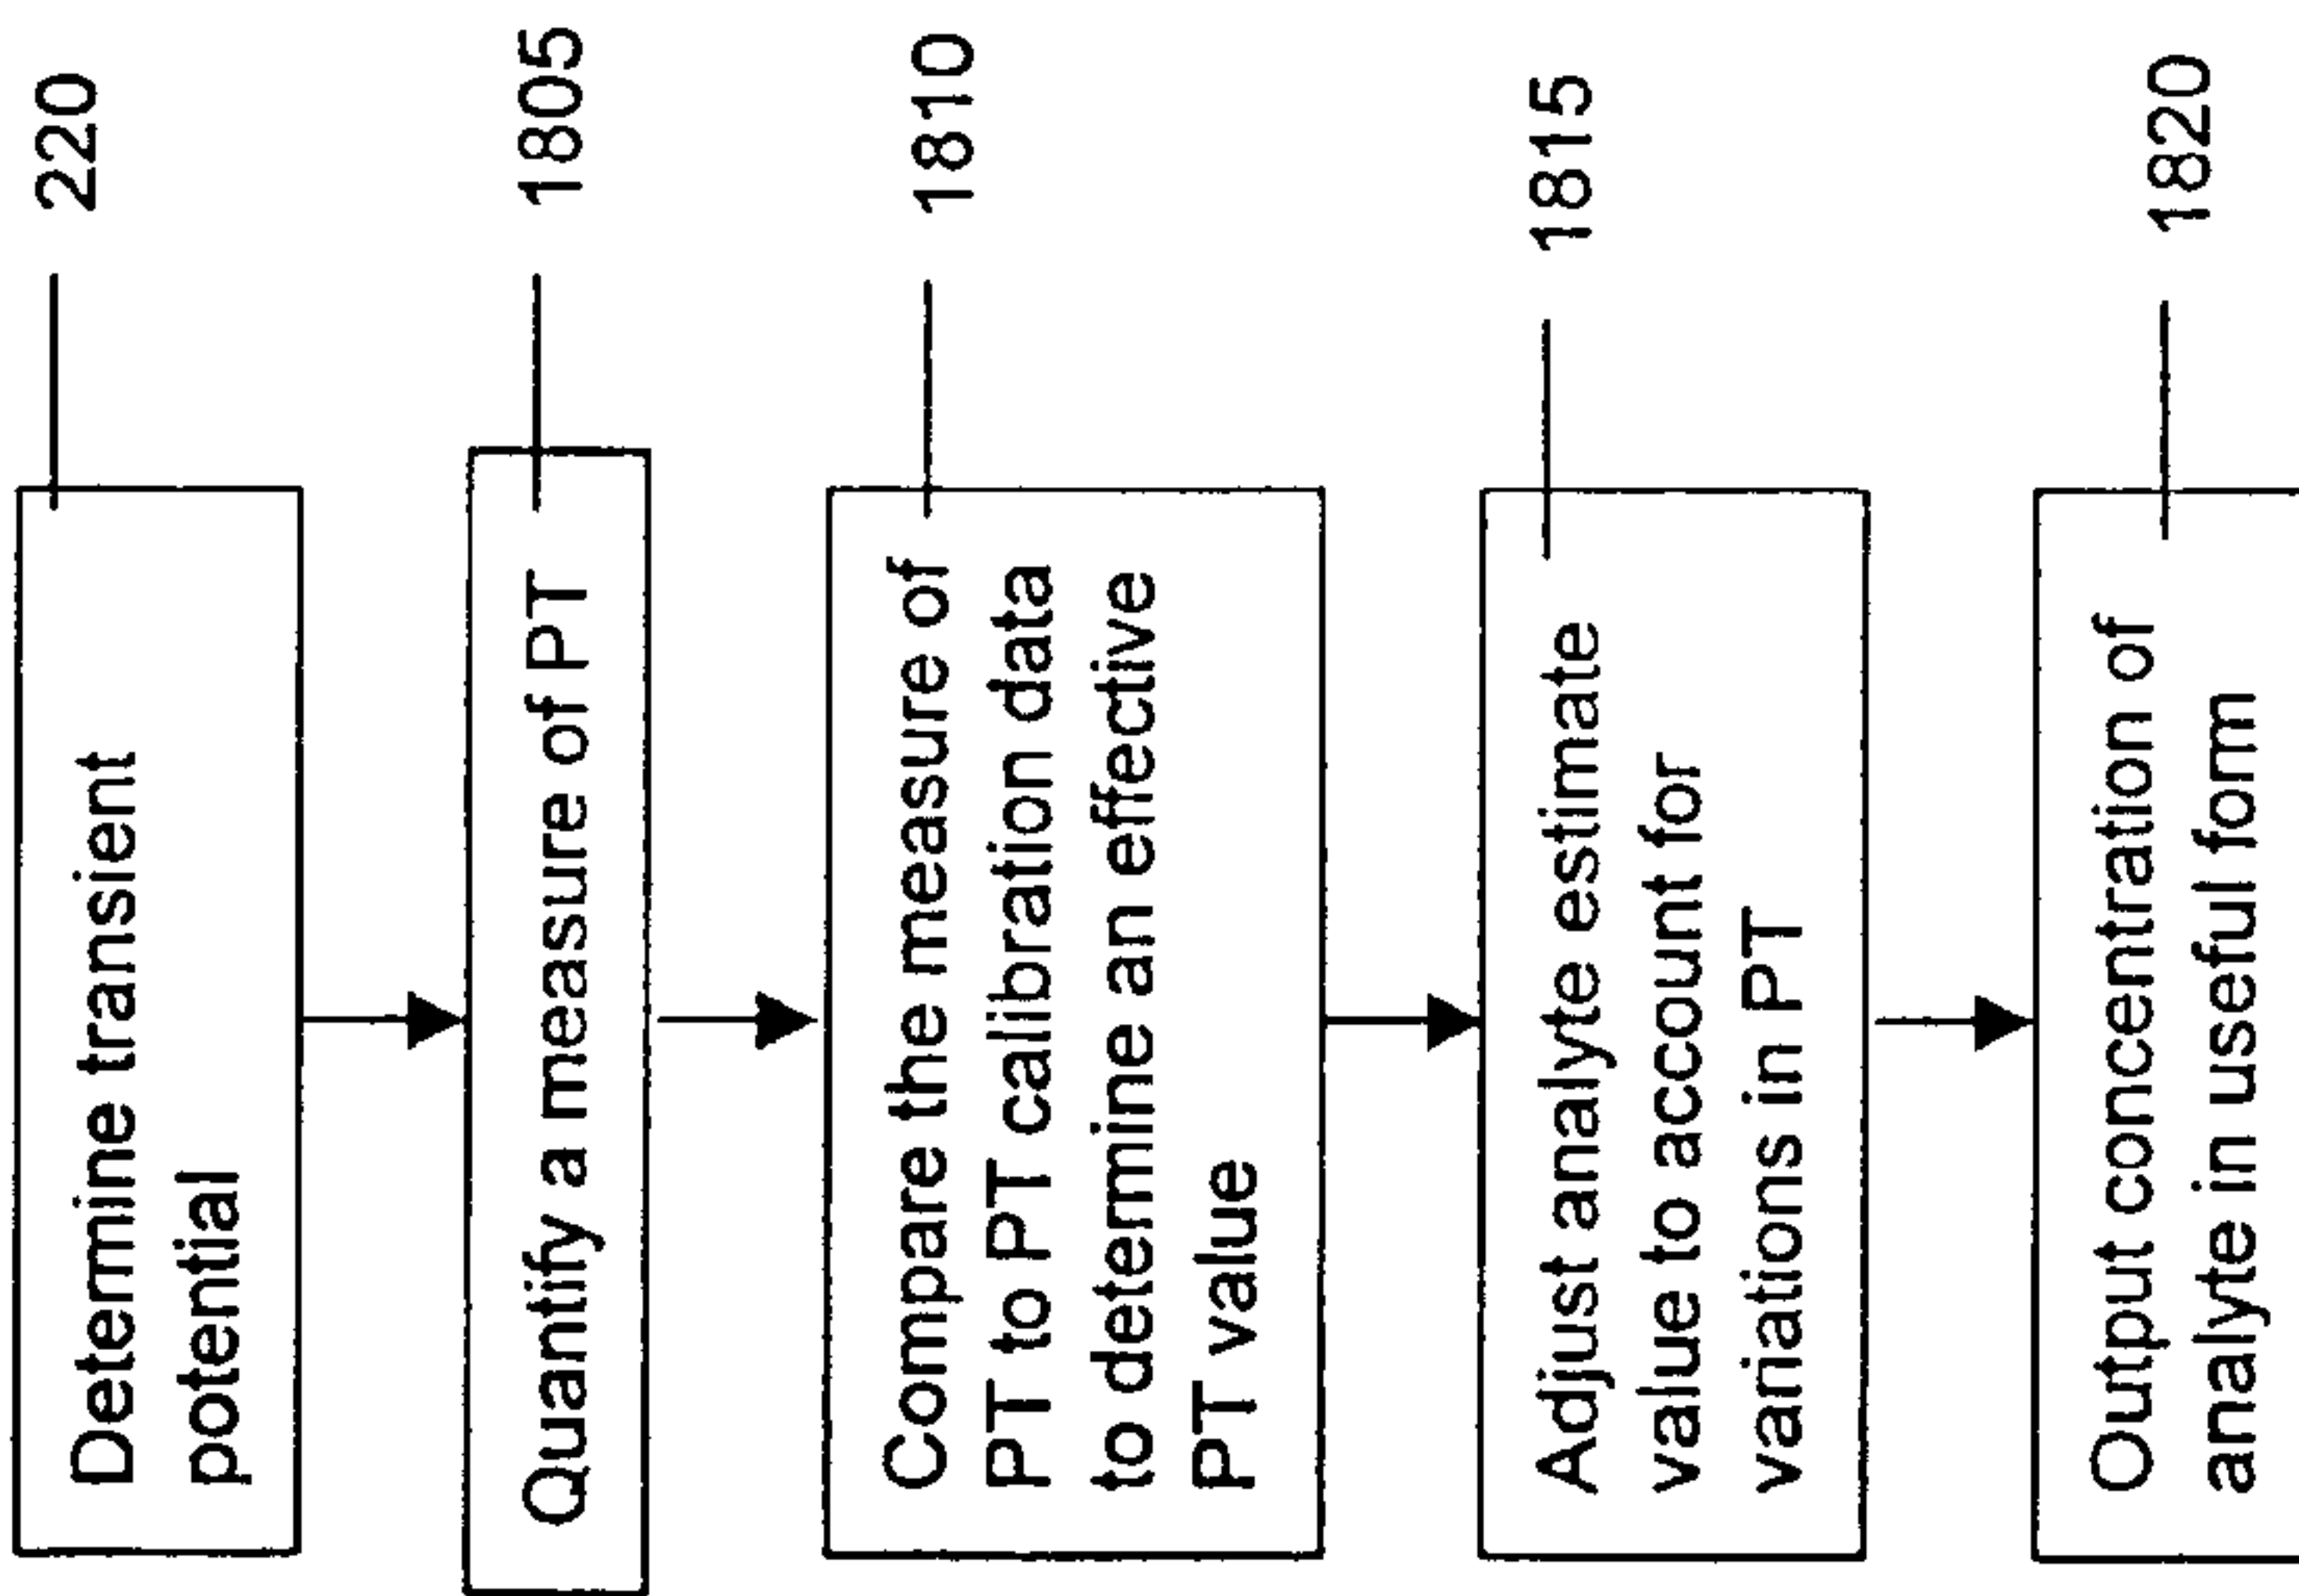 Determine transient
potential
220
Quantify a measure of PT
1805
Compare the measure of
PT to PT calibration data
to determine an effective
PT value
1810
Adjust analyte estimate
value to account for
variations in PT
1815
Output concentration of
analyte in useful form
1820